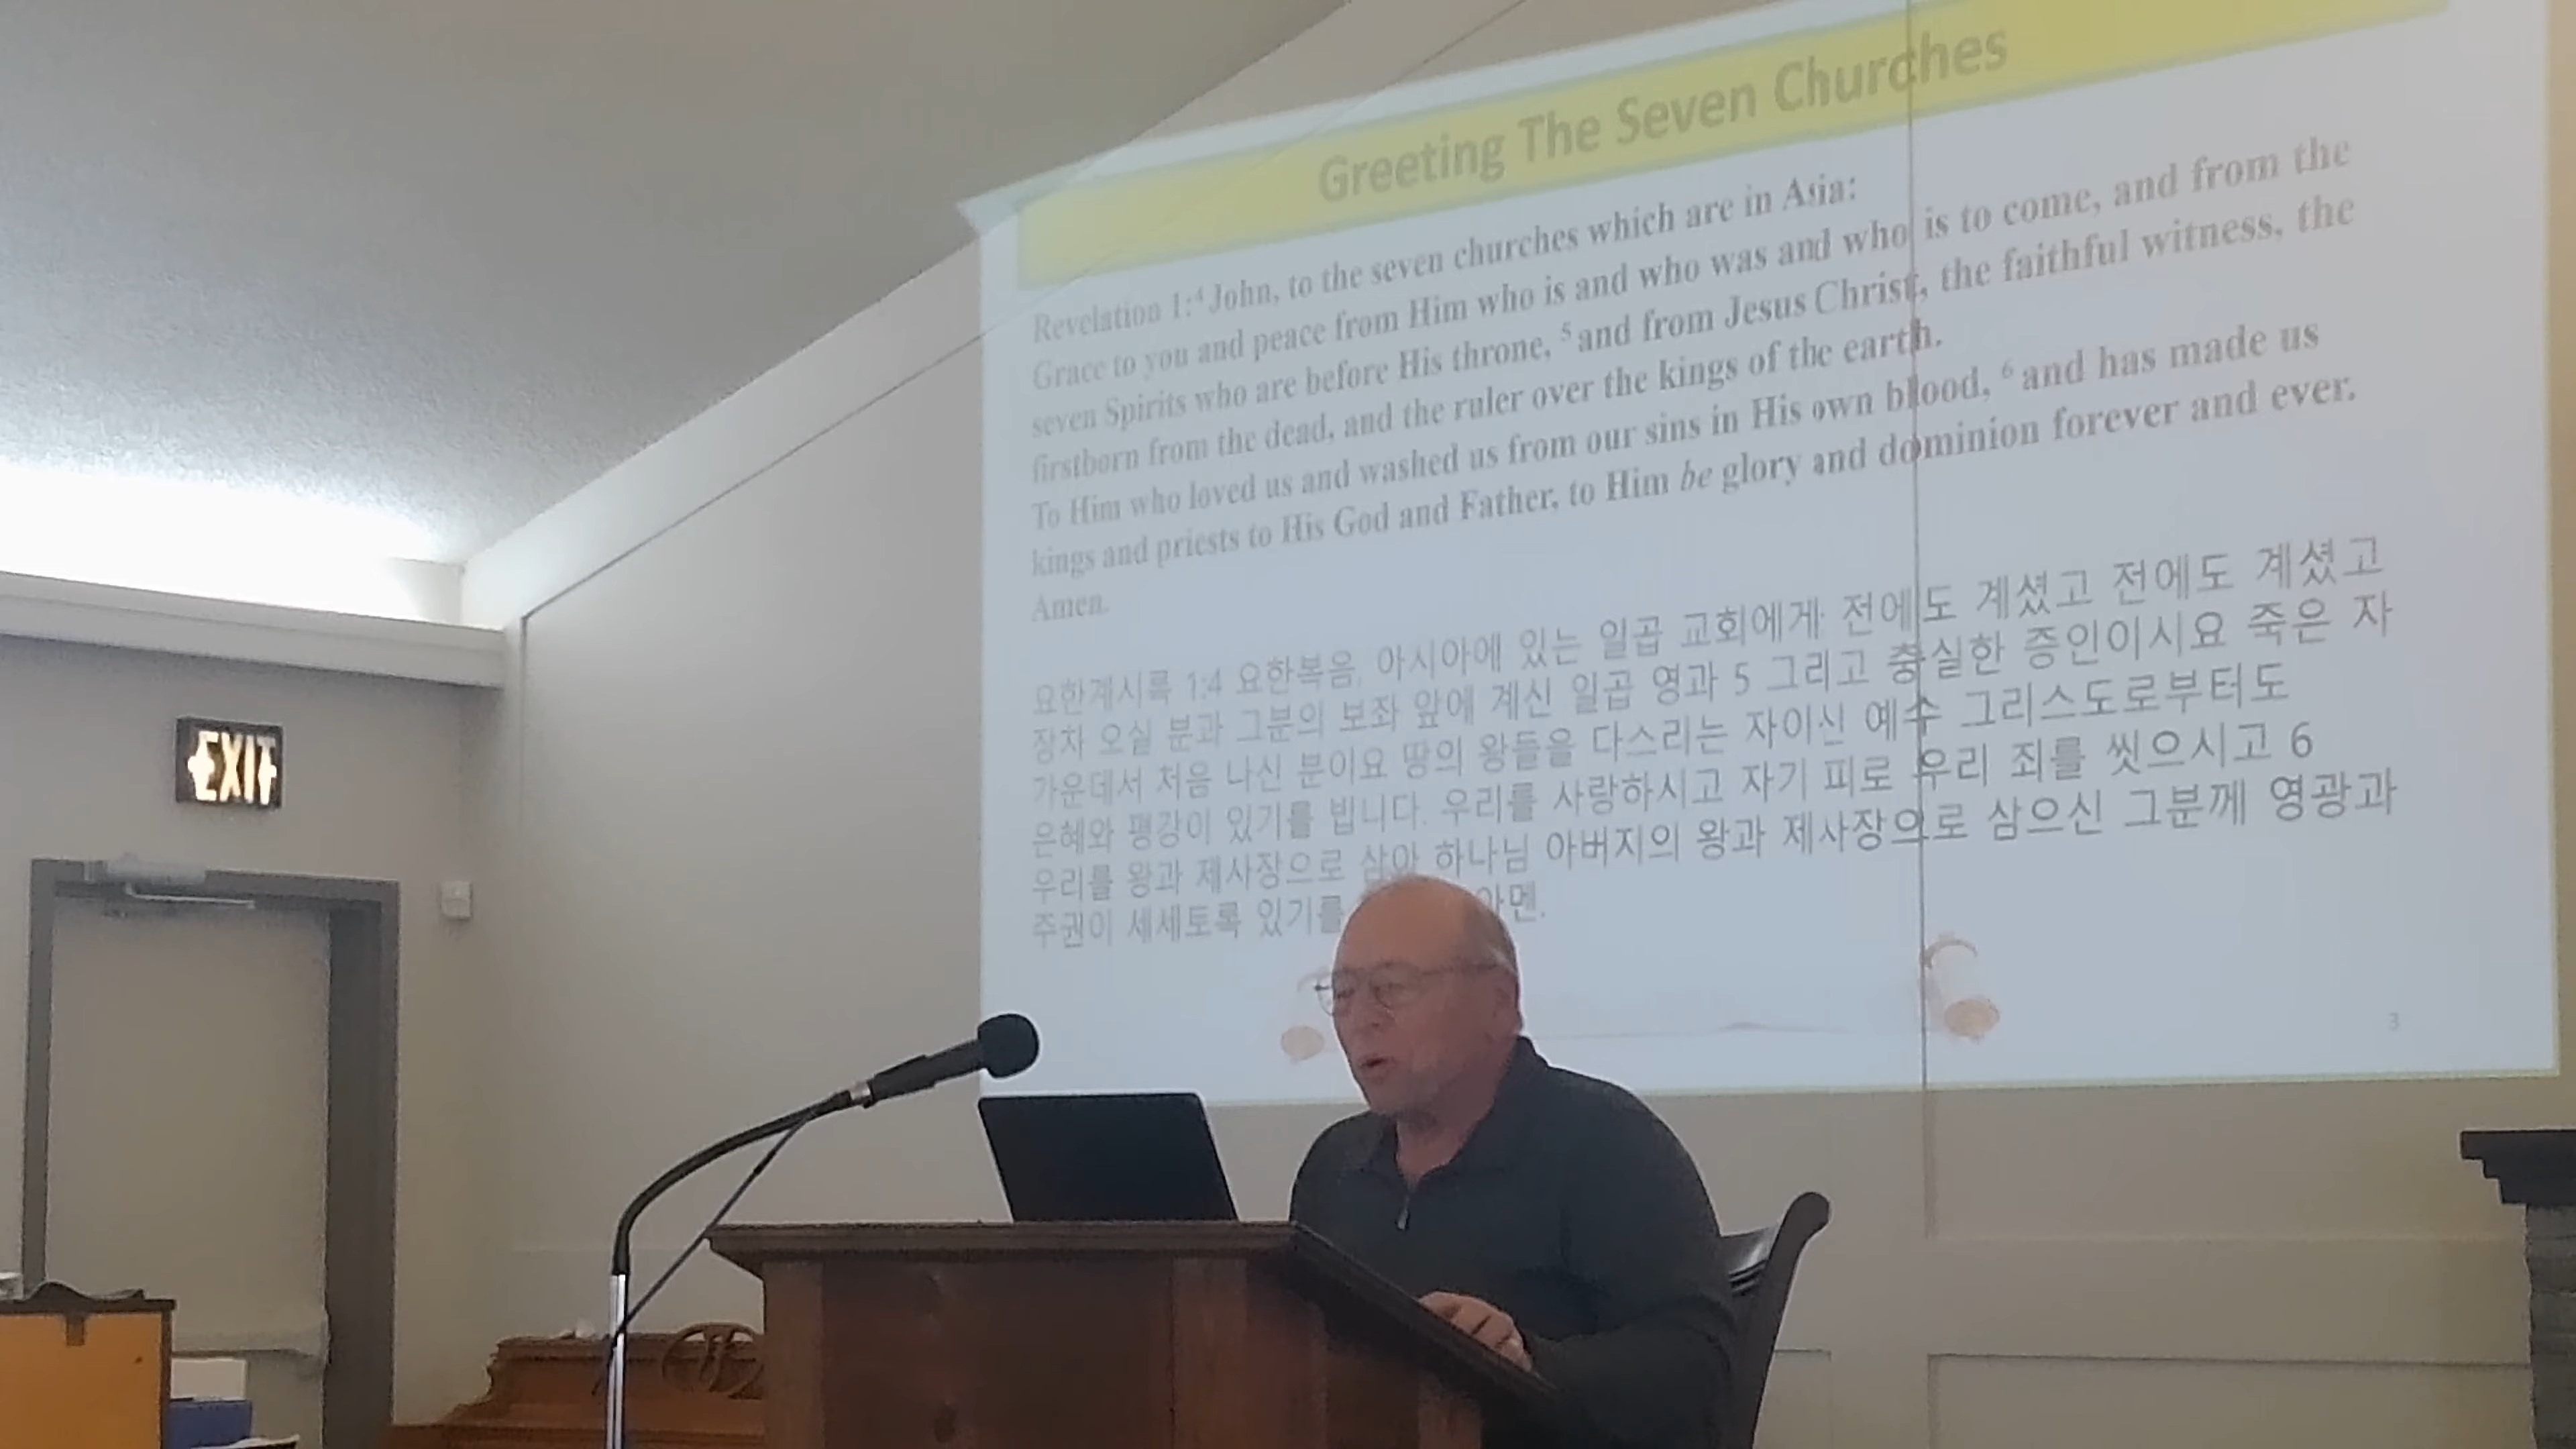 Greeting The Seven Churches
Revelation 1:⁴ John, to the seven churches which are in Asia:
Grace to you and peace from Him who is and who was and who is to come, and from the
seven Spirits who are before His throne, ⁵ and from Jesus Christ, the faithful witness, the
firstborn from the dead, and the ruler over the kings of the earth.
To Him who loved us and washed us from our sins in His own blood, ⁶ and has made us
kings and priests to His God and Father, to Him be glory and dominion forever and ever.
Amen.
요한계시록 1:4 요한복음, 아시아에 있는 일곱 교회에게: 전에도 계셨고 전에도 계셨고
장차 오실 분과 그분의 보좌 앞에 계신 일곱 영과 5 그리고 충실한 증인이시요 죽은 자
가운데서 처음 나신 분이요 땅의 왕들을 다스리는 자이신 예수 그리스도로부터도
은혜와 평강이 있기를 빕니다. 우리를 사랑하시고 자기 피로 우리 죄를 씻으시고 6
우리를 왕과 제사장으로 삼아 하나님 아버지의 왕과 제사장으로 삼으신 그분께 영광과
주권이 세세토록 있기를 아멘.
3
EXIT